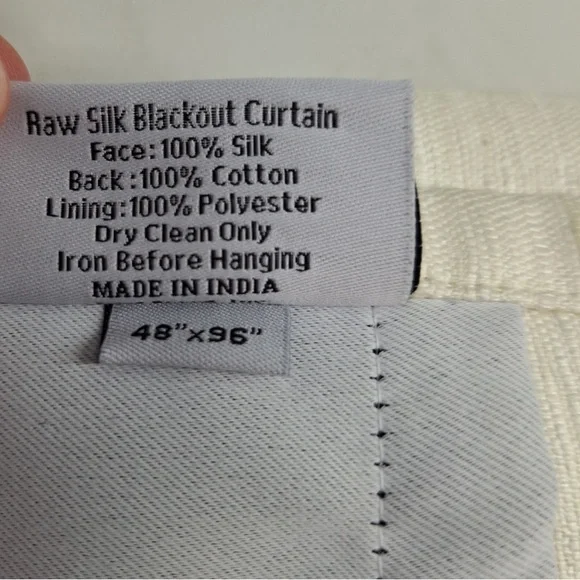 Raw Silk Blackout Curtain
Face:100% Silk
Back:100% Cotton
Lining:100% Polyester
Dry Clean Only
Iron Before Hanging
MADE IN INDIA
48"x96"